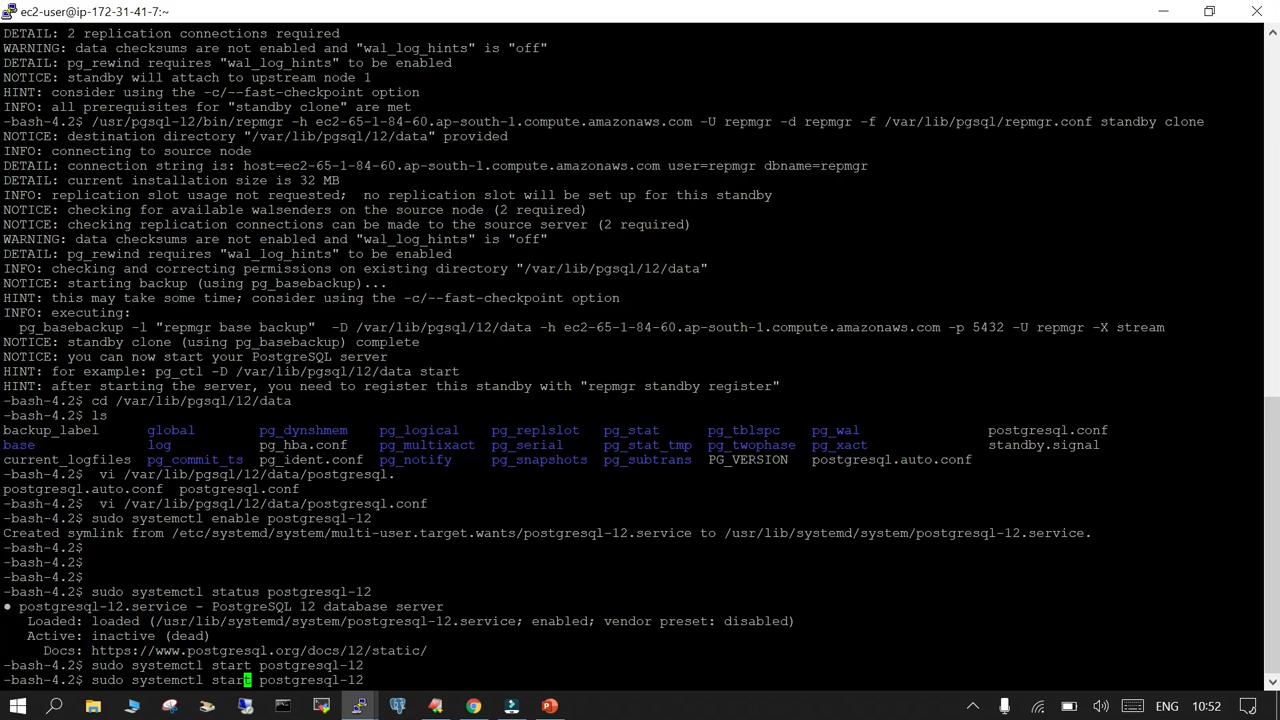 ec2-user@ip-172-31-41-7:~
DETAIL: 2 replication connections required
WARNING: data checksums are not enabled and "wal_log_hints" is "off"
DETAIL: pg_rewind requires "wal_log_hints" to be enabled
NOTICE: standby will attach to upstream node 1
HINT: consider using the -c/--fast-checkpoint option
INFO: all prerequisites for "standby clone" are met
-bash-4.2$ /usr/pgsql-12/bin/repmgr -h ec2-65-1-84-60.ap-south-1.compute.amazonaws.com -U repmgr -d repmgr -f /var/lib/pgsql/repmgr.conf standby clone
NOTICE: destination directory "/var/lib/pgsql/12/data" provided
INFO: connecting to source node
DETAIL: connection string is: host=ec2-65-1-84-60.ap-south-1.compute.amazonaws.com user=repmgr dbname=repmgr
DETAIL: current installation size is 32 MB
INFO: replication slot usage not requested;  no replication slot will be set up for this standby
NOTICE: checking for available walsenders on the source node (2 required)
NOTICE: checking replication connections can be made to the source server (2 required)
WARNING: data checksums are not enabled and "wal_log_hints" is "off"
DETAIL: pg_rewind requires "wal_log_hints" to be enabled
INFO: checking and correcting permissions on existing directory "/var/lib/pgsql/12/data"
NOTICE: starting backup (using pg_basebackup)...
HINT: this may take some time; consider using the -c/--fast-checkpoint option
INFO: executing:
  pg_basebackup -l "repmgr base backup"  -D /var/lib/pgsql/12/data -h ec2-65-1-84-60.ap-south-1.compute.amazonaws.com -p 5432 -U repmgr -X stream
NOTICE: standby clone (using pg_basebackup) complete
NOTICE: you can now start your PostgreSQL server
HINT: for example: pg_ctl -D /var/lib/pgsql/12/data start
HINT: after starting the server, you need to register this standby with "repmgr standby register"
-bash-4.2$ cd /var/lib/pgsql/12/data
-bash-4.2$ ls
backup_label      global        pg_dynshmem    pg_logical    pg_replslot   pg_stat      pg_tblspc    pg_wal                postgresql.conf
base              log           pg_hba.conf    pg_multixact  pg_serial     pg_stat_tmp  pg_twophase  pg_xact               standby.signal
current_logfiles  pg_commit_ts  pg_ident.conf  pg_notify     pg_snapshots  pg_subtrans  PG_VERSION   postgresql.auto.conf
-bash-4.2$  vi /var/lib/pgsql/12/data/postgresql.
postgresql.auto.conf  postgresql.conf
-bash-4.2$  vi /var/lib/pgsql/12/data/postgresql.conf
-bash-4.2$ sudo systemctl enable postgresql-12
Created symlink from /etc/systemd/system/multi-user.target.wants/postgresql-12.service to /usr/lib/systemd/system/postgresql-12.service.
-bash-4.2$
-bash-4.2$
-bash-4.2$
-bash-4.2$ sudo systemctl status postgresql-12
● postgresql-12.service - PostgreSQL 12 database server
   Loaded: loaded (/usr/lib/systemd/system/postgresql-12.service; enabled; vendor preset: disabled)
   Active: inactive (dead)
     Docs: https://www.postgresql.org/docs/12/static/
-bash-4.2$ sudo systemctl start postgresql-12
-bash-4.2$ sudo systemctl start postgresql-12
ENG 10:52